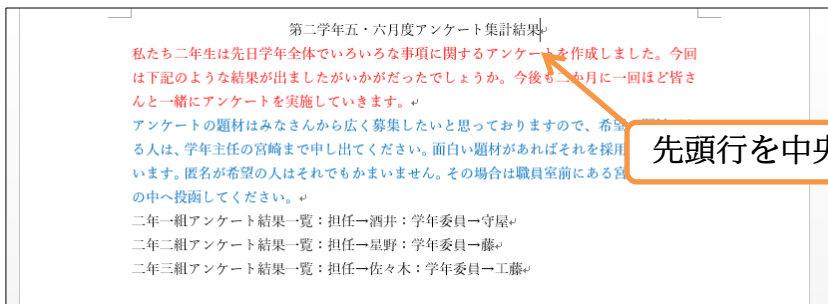 第二学年五・六月度アンケート集計結果
私たち二年生は先日学年全体でいろいろな事項に関するアンケートを作成しました。今回
は下記のような結果が出ましたがいかがだったでしょうか。今後も二か月に一回ほど皆さ
んと一緒にアンケートを実施していきます。
アンケートの題材はみなさんから広く募集したいと思っておりますので、希望
る人は、学年主任の宮崎まで申し出てください。面白い題材があればそれを採用
います。匿名が希望の人はそれでもかまいません。その場合は職員室前にある宮
の中へ投函してください。
二年一組アンケート結果一覧：担任→酒井：学年委員→守屋
二年二組アンケート結果一覧：担任→星野：学年委員→藤
二年三組アンケート結果一覧：担任→佐々木：学年委員→工藤
先頭行を中央